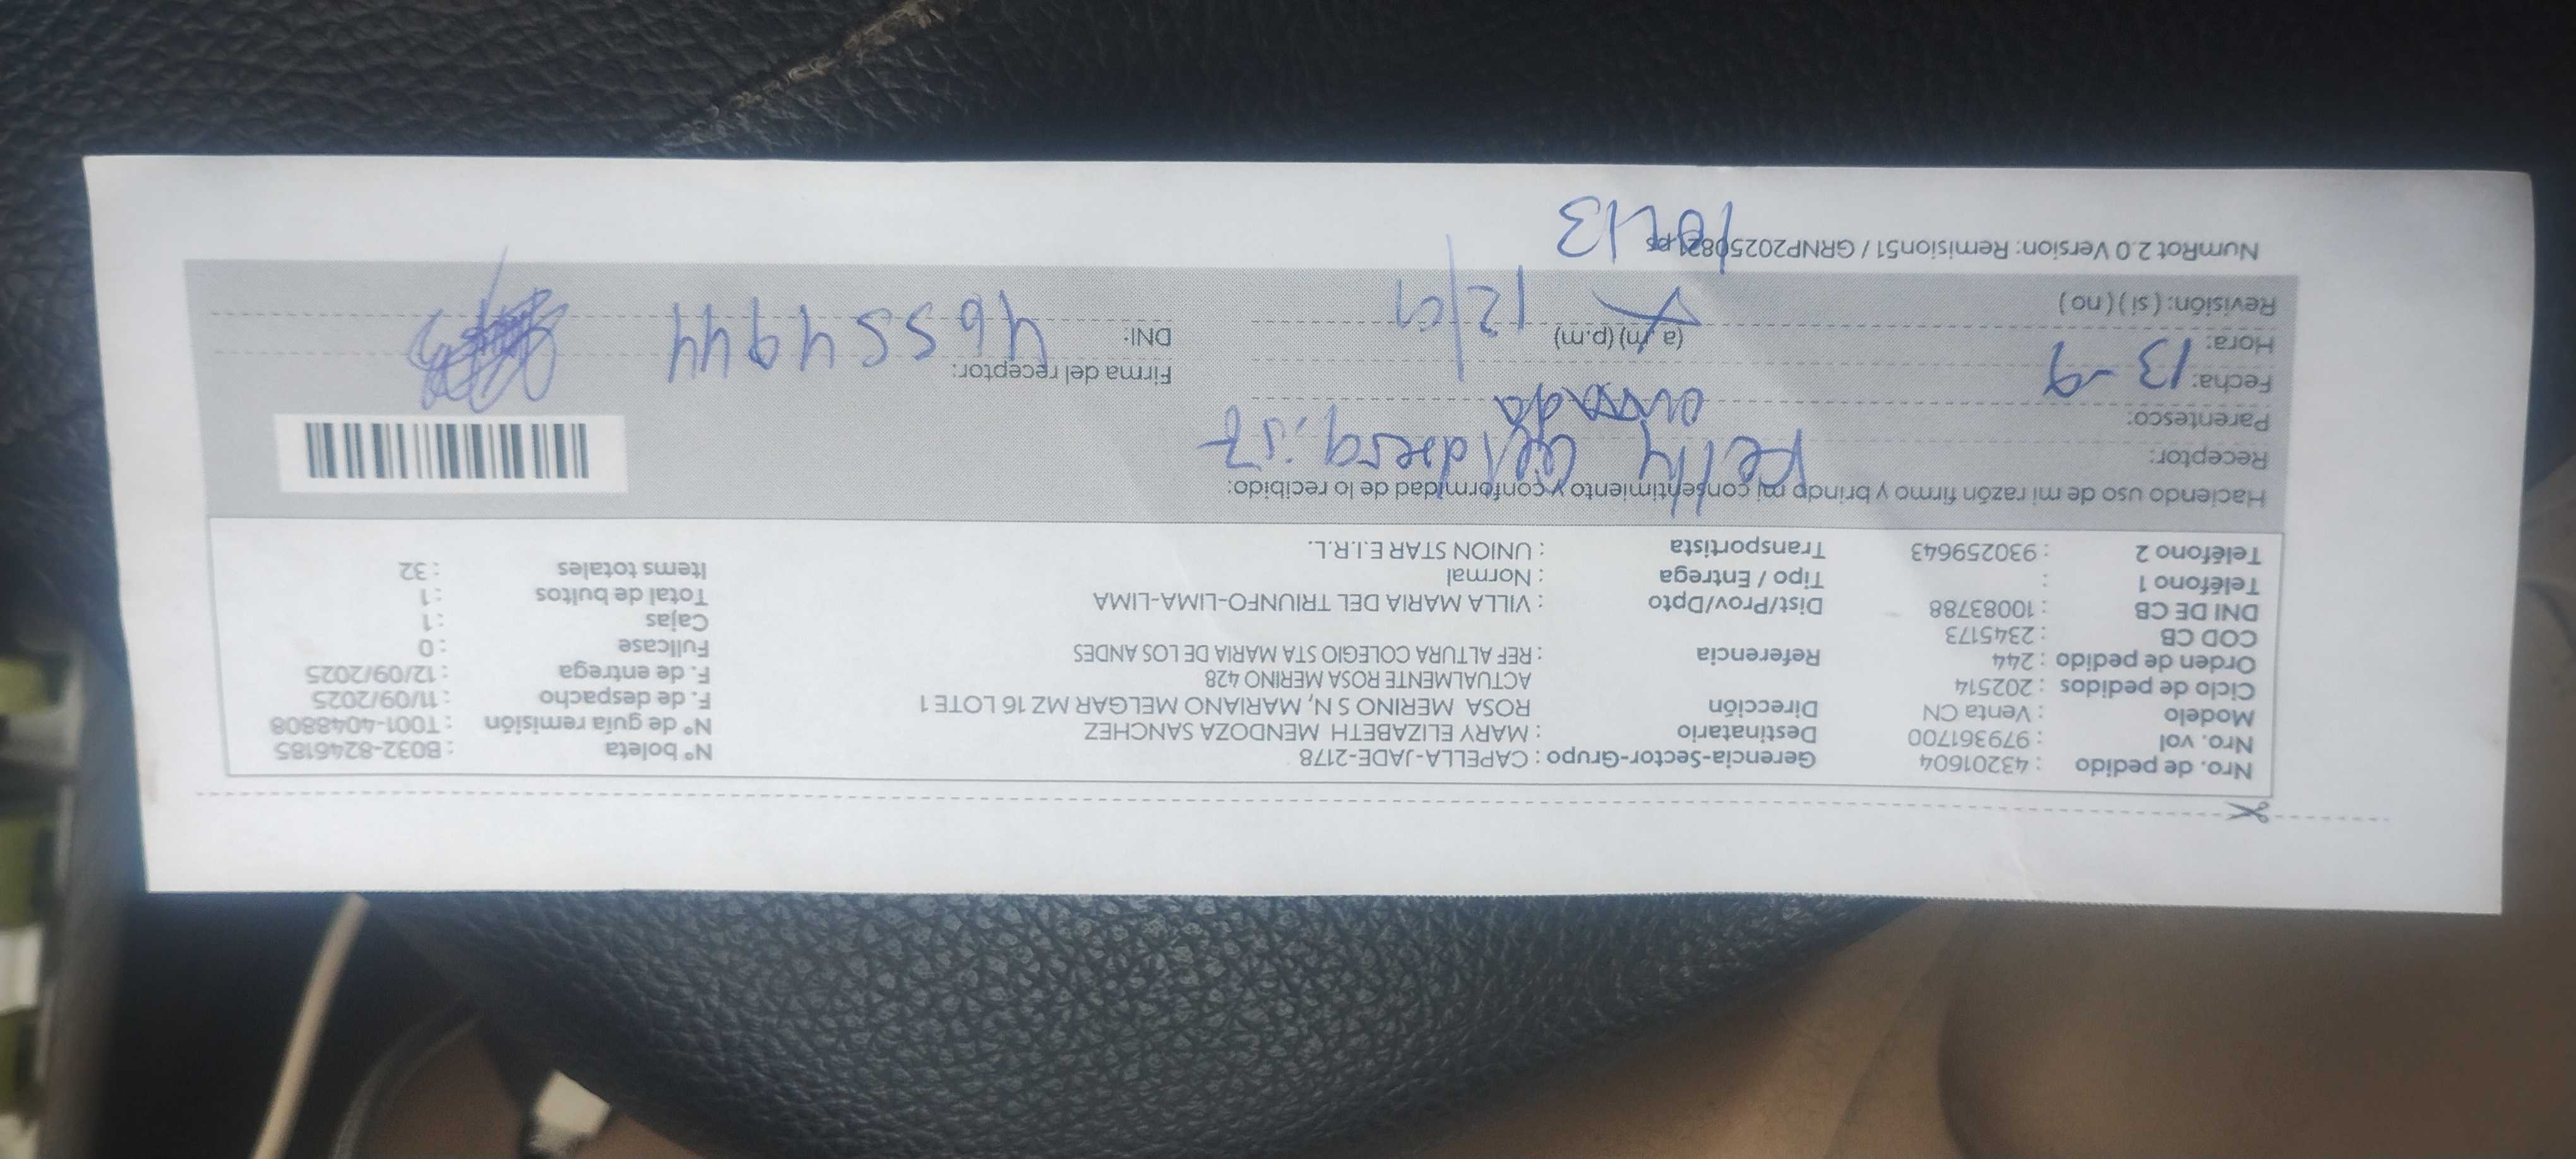 Nro. de pedido : 43201604 Gerencia-Sector-Grupo : CAPELLA-JADE-2178 N° boleta : B032-8246185
Nro. vol : 979361700 Destinatario : MARY ELIZABETH MENDOZA SANCHEZ N° de guía remisión : T001-4048808
Modelo : Venta CN Dirección ROSA MERINO S N, MARIANO MELGAR MZ 16 LOTE 1 F. de despacho : 11/09/2025
Ciclo de pedidos : 202514 ACTUALMENTE ROSA MERINO 428 F. de entrega : 12/09/2025
Orden de pedido : 244 Referencia : REF ALTURA COLEGIO STA MARIA DE LOS ANDES Fullcase : 0
COD CB : 2345173 Cajas : 1
DNI DE CB : 10083788 Dist/Prov/Dpto : VILLA MARIA DEL TRIUNFO-LIMA-LIMA Total de bultos : 1
Teléfono 1 : Tipo / Entrega : Normal Items totales : 32
Teléfono 2 : 930259643 Transportista : UNION STAR E.I.R.L.
Haciendo uso de mi razón firmo y brindo mi consentimiento y conformidad de lo recibido:
Receptor: Kelly
Parentesco:
Fecha: 13-9 Firma del receptor:
Hora: (a.m) (p.m) 12/09 DNI: 46554944
Revisión: ( si ) ( no )
NumRot 2.0 Version: Remision51 / GRNP20250821.ps